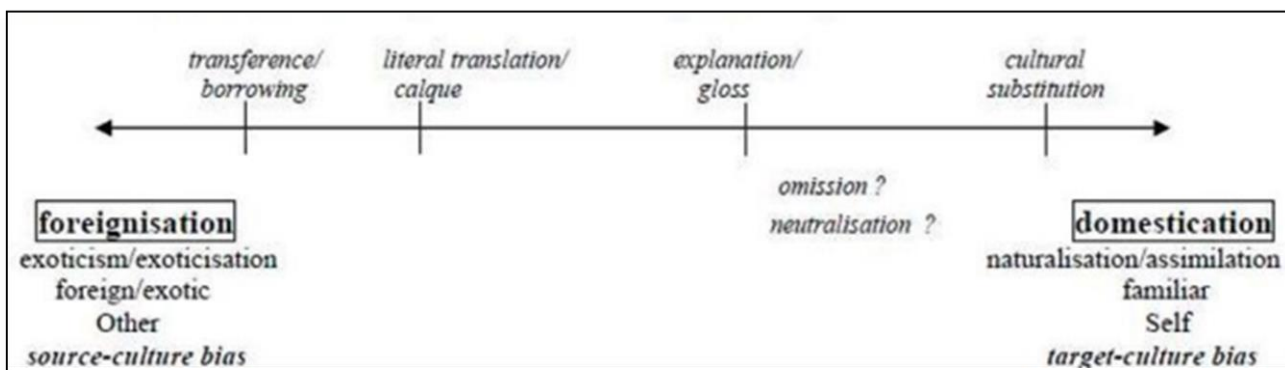 transference/
borrowing
literal translation/
calque
explanation/
gloss
cultural
substitution
omission ?
neutralisation ?
foreignisation
exoticism/exoticisation
foreign/exotic
Other
source-culture bias
domestication
naturalisation/assimilation
familiar
Self
target-culture bias